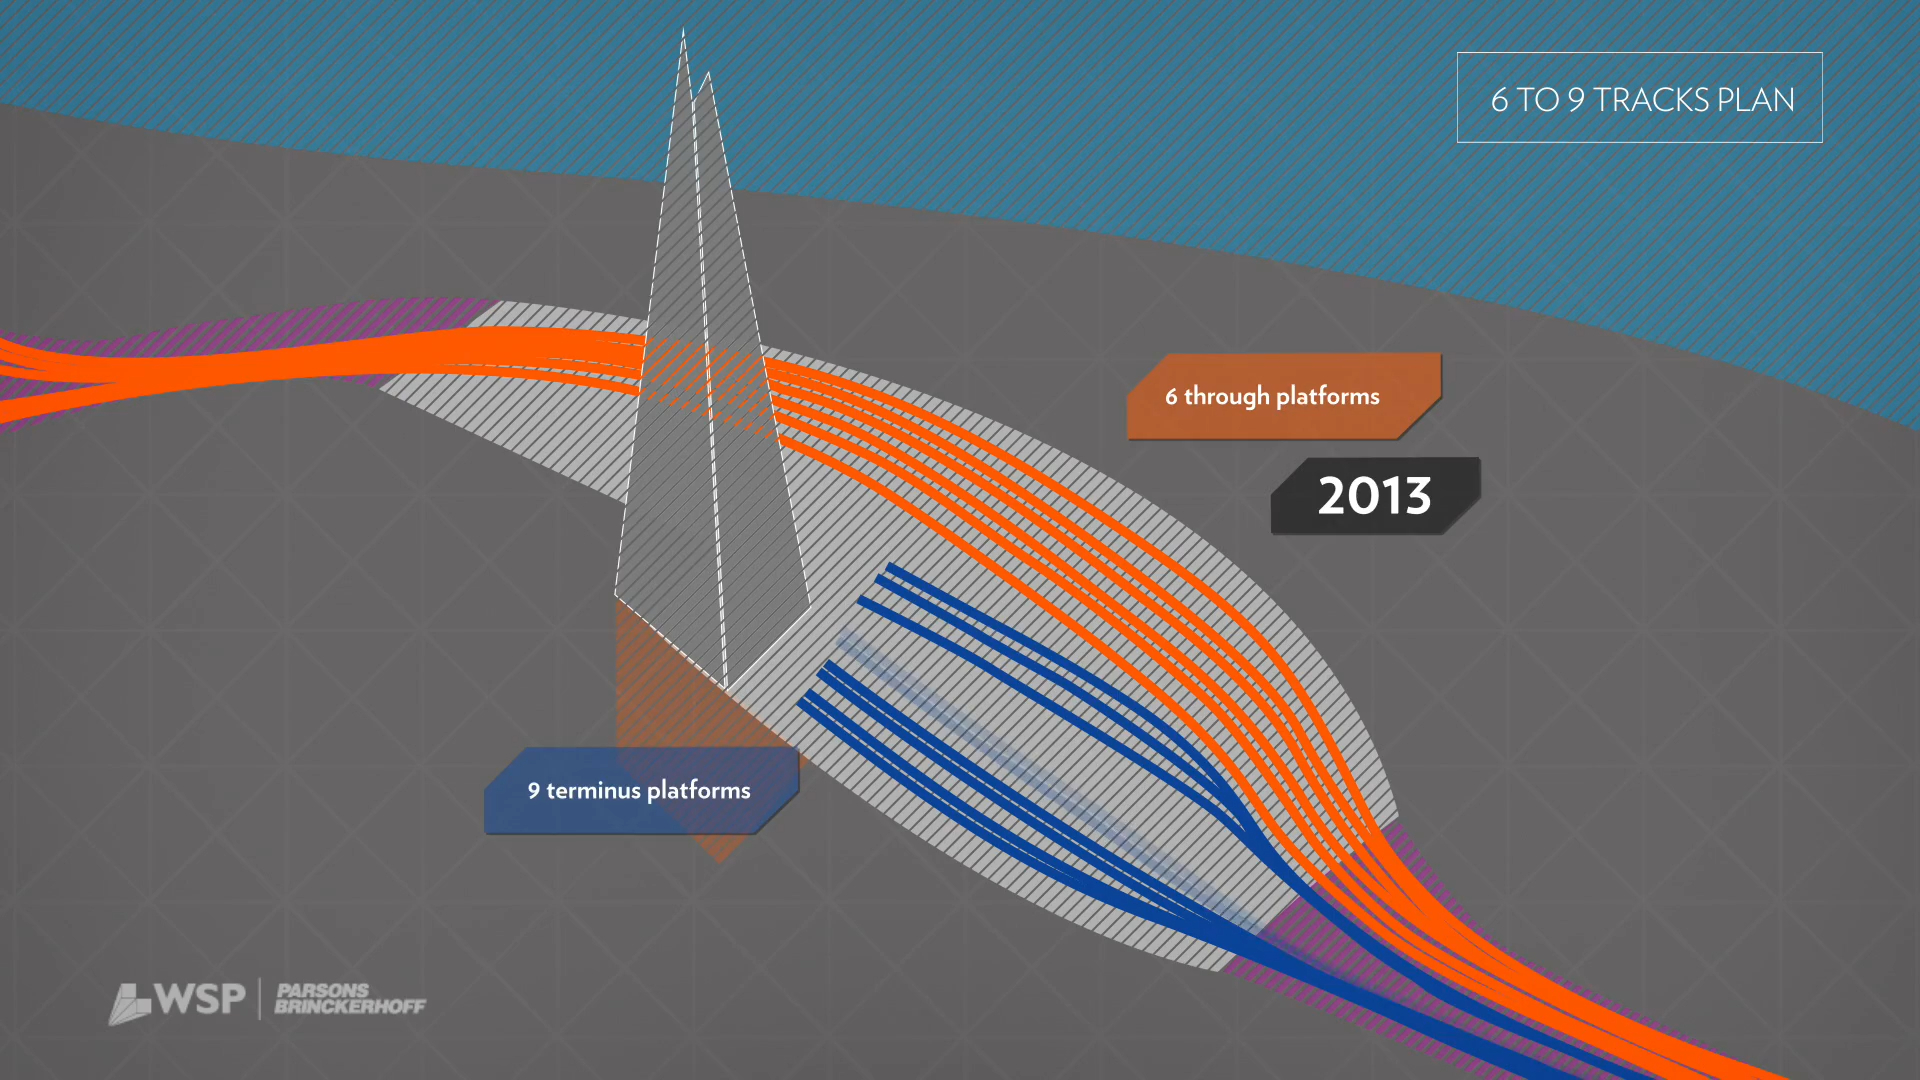 6 TO 9 TRACKS PLAN
6 through platforms
2013
9 terminus platforms
WSP
PARSONS
BRINCKERHOFF